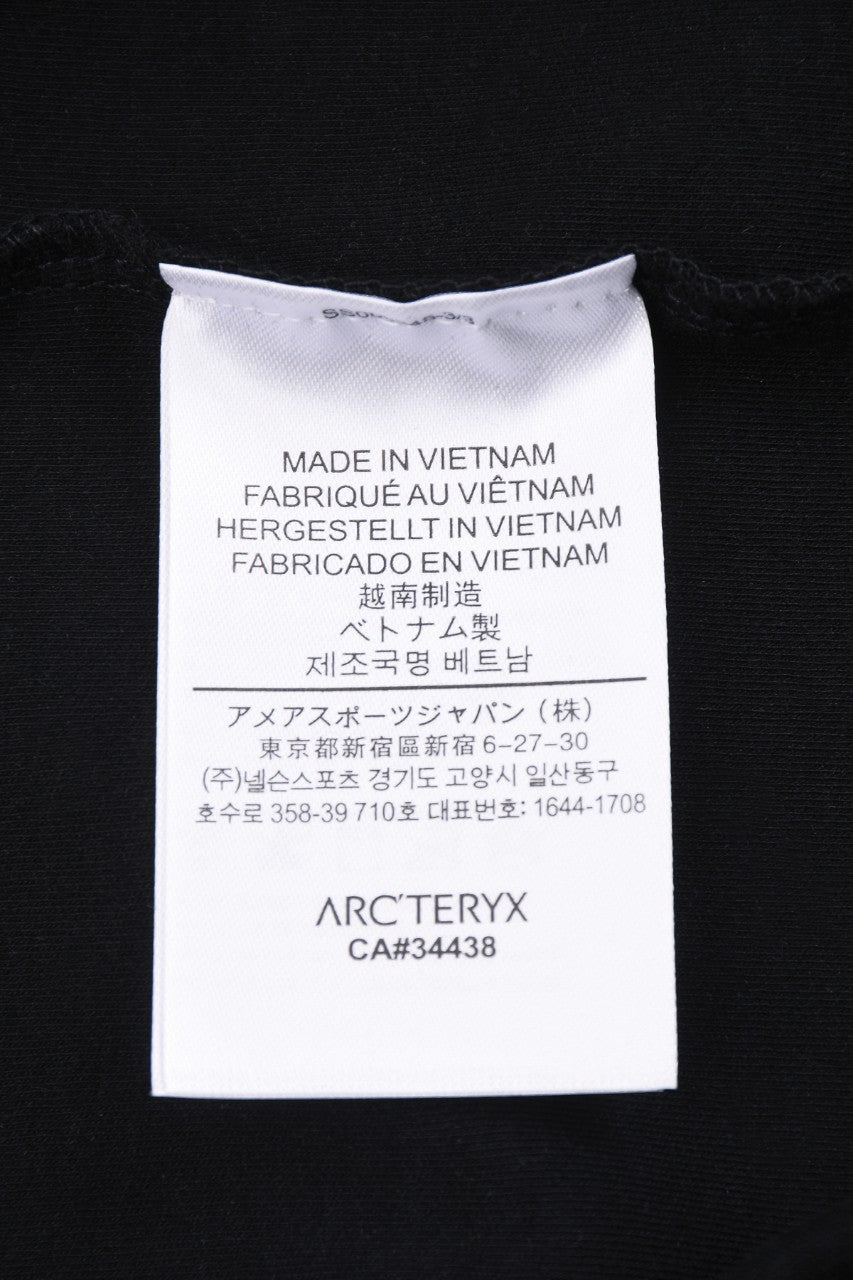 MADE IN VIETNAM
FABRIQUÉ AU VIÊTNAM
HERGESTELLT IN VIETNAM
FABRICADO EN VIETNAM
越南制造
ベトナム製
제조국명 베트남
アメアスポーツジャパン（株）
東京都新宿區新宿 6-27-30
(주)넬슨스포츠 경기도 고양시 일산동구
호수로 358-39 710호 대표번호: 1644-1708
ARC'TERYX
CA#34438